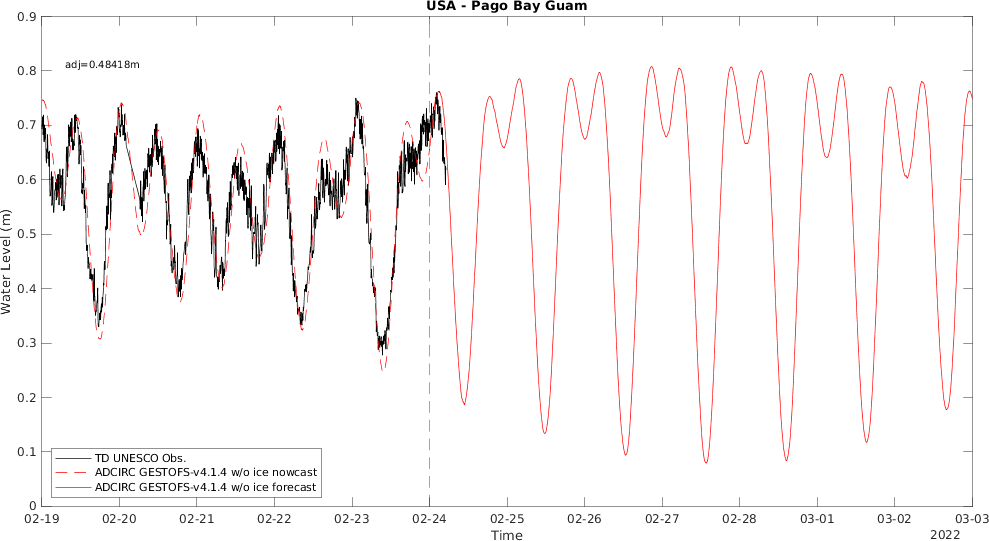 USA - Pago Bay Guam
0.9
0.8
0.7
0.6
0.5
0.4
0.3
0.2
0.1
0
Water Level (m)
adj=0.48418m
TD UNESCO Obs.
ADCIRC GESTOFS-v4.1.4 w/o ice nowcast
ADCIRC GESTOFS-v4.1.4 w/o ice forecast
02-19 02-20 02-21 02-22 02-23 02-24 02-25 02-26 02-27 02-28 03-01 03-02 03-03
Time
2022